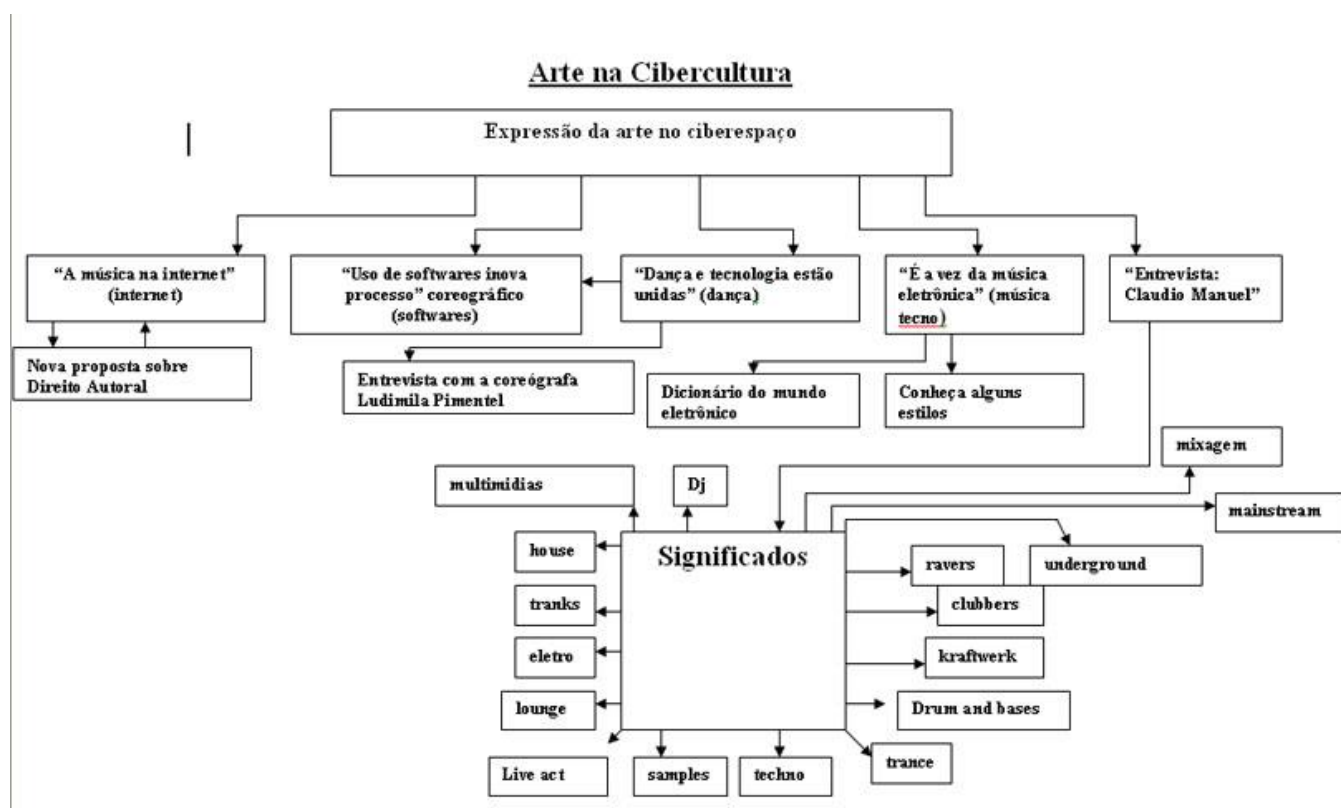 Arte na Cibercultura
Expressão da arte no ciberespaço
“A música na internet”
(internet)
“Uso de softwares inova
processo” coreográfico
(softwares)
“Dança e tecnologia estão
unidas” (dança)
“É a vez da música
eletrônica” (música
tecno)
“Entrevista:
Claudio Manuel”
Nova proposta sobre
Direito Autoral
Entrevista com a coreógrafa
Ludimila Pimentel
Dicionário do mundo
eletrônico
Conheça alguns
estilos
mixagem
multimidias
Dj
mainstream
Significados
house
ravers
underground
tranks
clubbers
eletro
kraftwerk
lounge
Drum and bases
Live act
samples
techno
trance